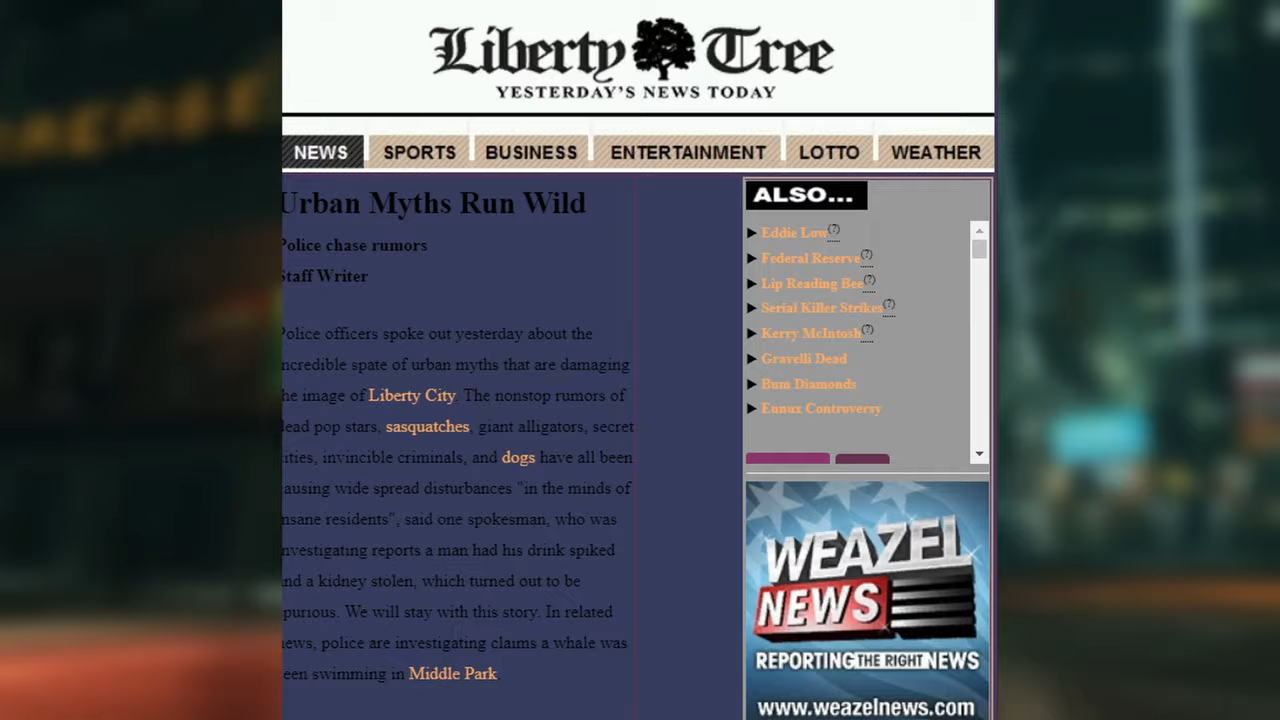 Liberty Tree
YESTERDAY'S NEWS TODAY
NEWS SPORTS BUSINESS ENTERTAINMENT LOTTO WEATHER
Urban Myths Run Wild
Police chase rumors
Staff Writer
Police officers spoke out yesterday about the
incredible spate of urban myths that are damaging
the image of Liberty City. The nonstop rumors of
dead pop stars, sasquatches, giant alligators, secret
cities, invincible criminals, and dogs have all been
causing wide spread disturbances "in the minds of
insane residents", said one spokesman, who was
investigating reports a man had his drink spiked
and a kidney stolen, which turned out to be
spurious. We will stay with this story. In related
news, police are investigating claims a whale was
been swimming in Middle Park
ALSO...
Eddie Low(?)
Federal Reserve(?)
Lip Reading Bee(?)
Serial Killer Strikes(?)
Kerry McIntosh(?)
Gravelli Dead
Bum Diamonds
Eunux Controversy
WEAZEL
NEWS
REPORTING THE RIGHT NEWS
www.weazelnews.com